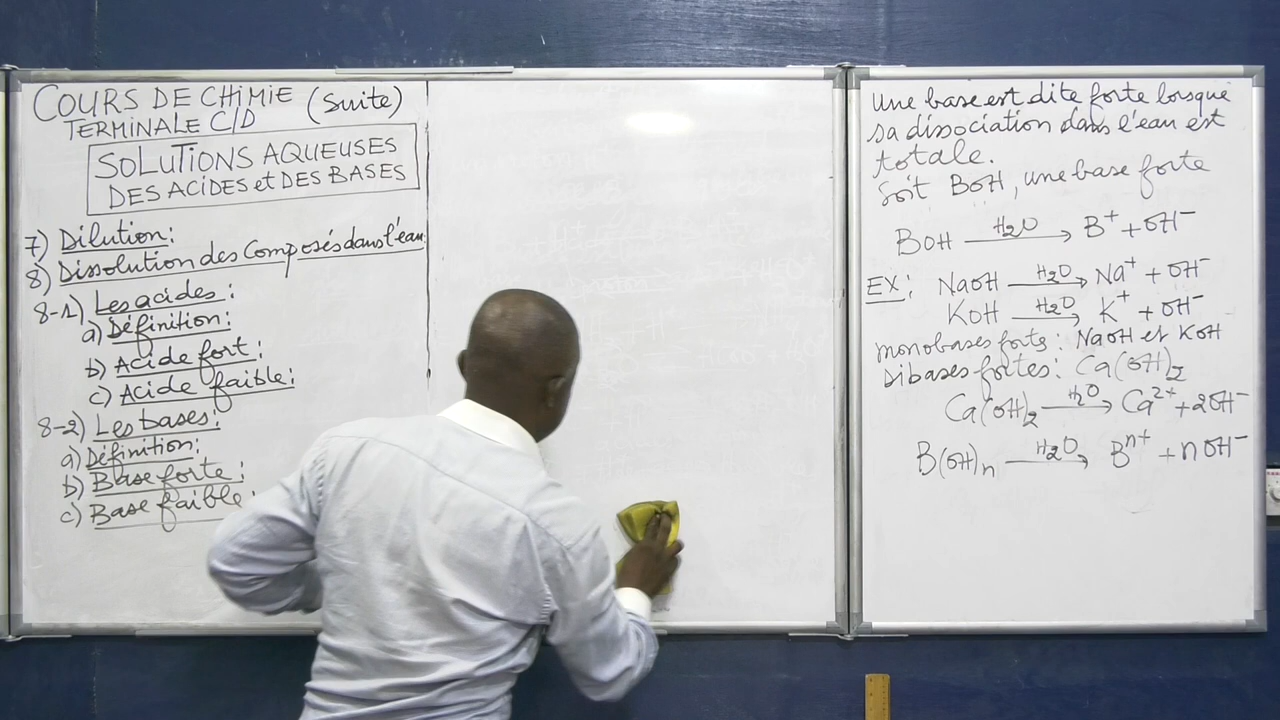 COURS DE CHIMIE (Suite)
TERMINALE C/D
SOLUTIONS AQUEUSES
DES ACIDES et DES BASES
7) Dilution:
8) Dissolution des Composés dans l'eau
8-1) Les acides:
a) Définition:
b) Acide fort:
c) Acide faible:
8-2) Les bases:
a) Définition:
b) Base forte:
c) Base faible:
Une base est dite forte lorsque
sa dissociation dans l'eau est
totale.
Soit BOH, une base forte
BOH —H₂O→ B⁺ + OH⁻
EX: NaOH —H₂O→ Na⁺ + OH⁻
KOH —H₂O→ K⁺ + OH⁻
monobases forts: NaOH et KOH
Dibases fortes: Ca(OH)₂
Ca(OH)₂ —H₂O→ Ca²⁺ + 2OH⁻
B(OH)n —H₂O→ Bⁿ⁺ + n OH⁻